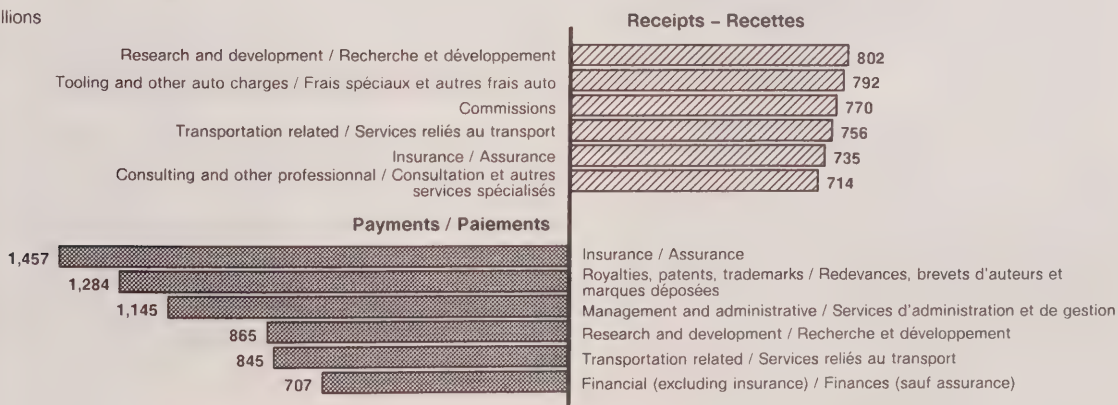 llions
Receipts – Recettes
Research and development / Recherche et développement 802
Tooling and other auto charges / Frais spéciaux et autres frais auto 792
Commissions 770
Transportation related / Services reliés au transport 756
Insurance / Assurance 735
Consulting and other professionnal / Consultation et autres
services spécialisés 714
Payments / Paiements
1,457 Insurance / Assurance
1,284 Royalties, patents, trademarks / Redevances, brevets d'auteurs et
marques déposées
1,145 Management and administrative / Services d'administration et de gestion
865 Research and development / Recherche et développement
845 Transportation related / Services reliés au transport
707 Financial (excluding insurance) / Finances (sauf assurance)